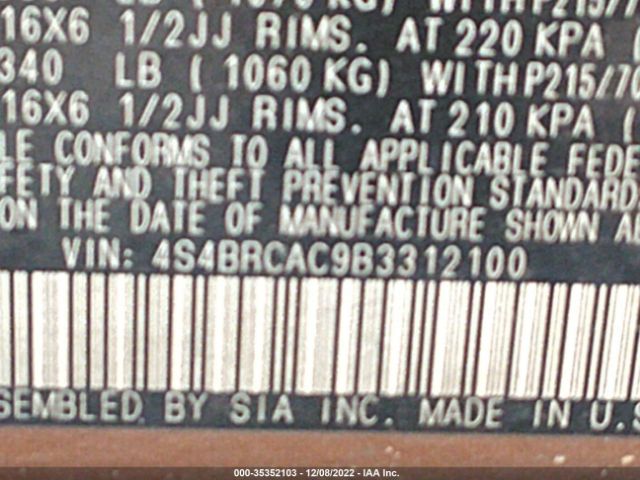 16X6 1/2JJ RIMS. AT 220 KPA (
340 LB ( 1060 KG) WITH P215/70
16X6 1/2JJ RIMS. AT 210 KPA (
LE CONFORMS TO ALL APPLICABLE FEDE
FETY AND THEFT PREVENTION STANDARD
ON THE DATE OF MANUFACTURE SHOWN A
VIN: 4S4BRCAC9B3312100
SEMBLED BY SIA INC. MADE IN U.S
000-35352103 - 12/08/2022 - IAA Inc.